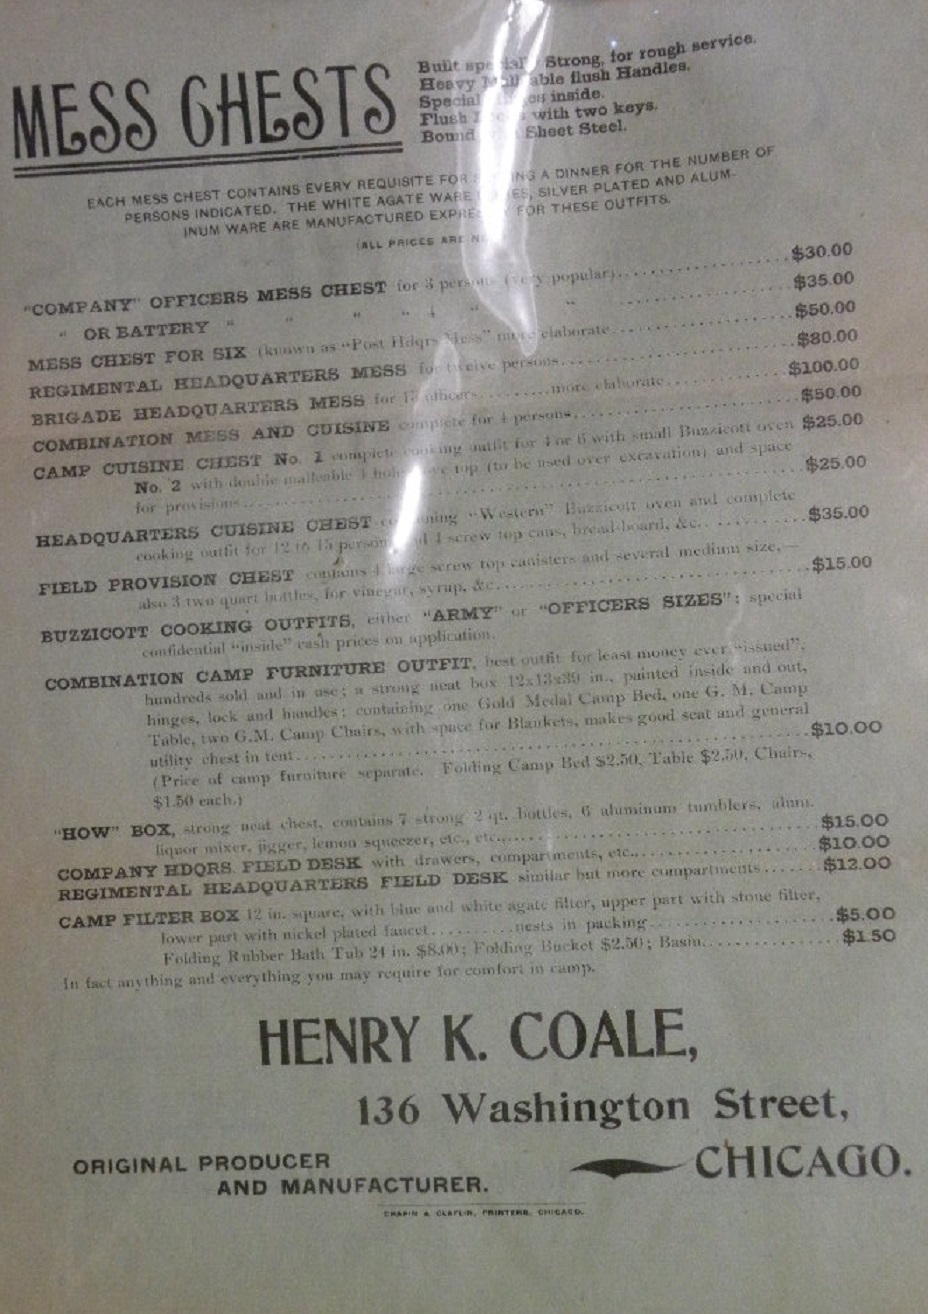 MESS CHESTS
Built specially Strong, for rough service.
Heavy Malleable flush Handles.
Special inside.
Flush with two keys.
Bound Sheet Steel.
EACH MESS CHEST CONTAINS EVERY REQUISITE FOR A DINNER FOR THE NUMBER OF
PERSONS INDICATED. THE WHITE AGATE WARE SILVER PLATED AND ALUM-
INUM WARE ARE MANUFACTURED EXPRESSLY FOR THESE OUTFITS.
(ALL PRICES ARE
"COMPANY" OFFICERS MESS CHEST for 3 persons (very popular)..............................$30.00
" OR BATTERY " " " " 4 " " ..............................$35.00
MESS CHEST FOR SIX (known as "Post Hdqrs Mess" more elaborate..............................$50.00
REGIMENTAL HEADQUARTERS MESS for twelve persons..............................$80.00
BRIGADE HEADQUARTERS MESS for officers..........more elaborate..............................$100.00
COMBINATION MESS AND CUISINE complete for 4 persons..............................$50.00
CAMP CUISINE CHEST No. 1 complete cooking outfit for 4 or 6 with small Buzzicott oven $25.00
No. 2 with double malleable 4 hole top (to be used over excavation) and space
for provisions..............................$25.00
HEADQUARTERS CUISINE CHEST "Western" Buzzicott oven and complete
cooking outfit for 12 to 15 persons 4 screw top cans, bread-board, &c...............$35.00
FIELD PROVISION CHEST contains 4 large screw top canisters and several medium size,—
also 3 two quart bottles, for vinegar, syrup, &c..............................$15.00
BUZZICOTT COOKING OUTFITS, either "ARMY" or "OFFICERS SIZES"; special
confidential "inside" cash prices on application.
COMBINATION CAMP FURNITURE OUTFIT, best outfit for least money ever "issued",
hundreds sold and in use; a strong neat box 12x13x39 in., painted inside and out,
hinges, lock and handles; containing one Gold Medal Camp Bed, one G. M. Camp
Table, two G.M. Camp Chairs, with space for Blankets, makes good seat and general
utility chest in tent..............................$10.00
(Price of camp furniture separate. Folding Camp Bed $2.50, Table $2.50, Chairs,
$1.50 each.)
"HOW" BOX, strong neat chest, contains 7 strong 2 qt. bottles, 6 aluminum tumblers, alum.
liquor mixer, jigger, lemon squeezer, etc., etc..............................$15.00
COMPANY HDQRS. FIELD DESK with drawers, compartments, etc..............................$10.00
REGIMENTAL HEADQUARTERS FIELD DESK similar but more compartments.......$12.00
CAMP FILTER BOX 12 in. square, with blue and white agate filter, upper part with stone filter,
lower part with nickel plated faucet..........nests in packing..............................$5.00
Folding Rubber Bath Tub 24 in. $8.00; Folding Bucket $2.50; Basin...............$1.50
In fact anything and everything you may require for comfort in camp.
HENRY K. COALE,
136 Washington Street,
CHICAGO.
ORIGINAL PRODUCER
AND MANUFACTURER.
CHAPIN & CLAFLIN, PRINTERS, CHICAGO.